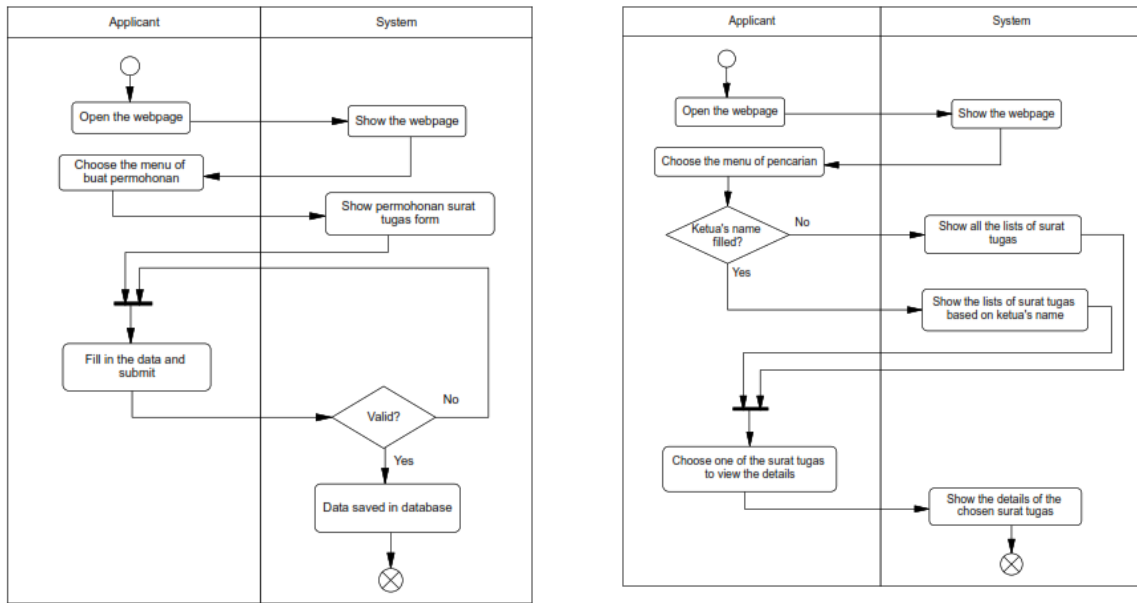 Applicant
System
Open the webpage
Show the webpage
Choose the menu of
buat permohonan
Show permohonan surat
tugas form
Fill in the data and
submit
Valid?
No
Yes
Data saved in database
Applicant
System
Open the webpage
Show the webpage
Choose the menu of pencarian
Ketua's name
filled?
No
Show all the lists of surat
tugas
Yes
Show the lists of surat tugas
based on ketua's name
Choose one of the surat tugas
to view the details
Show the details of the
chosen surat tugas